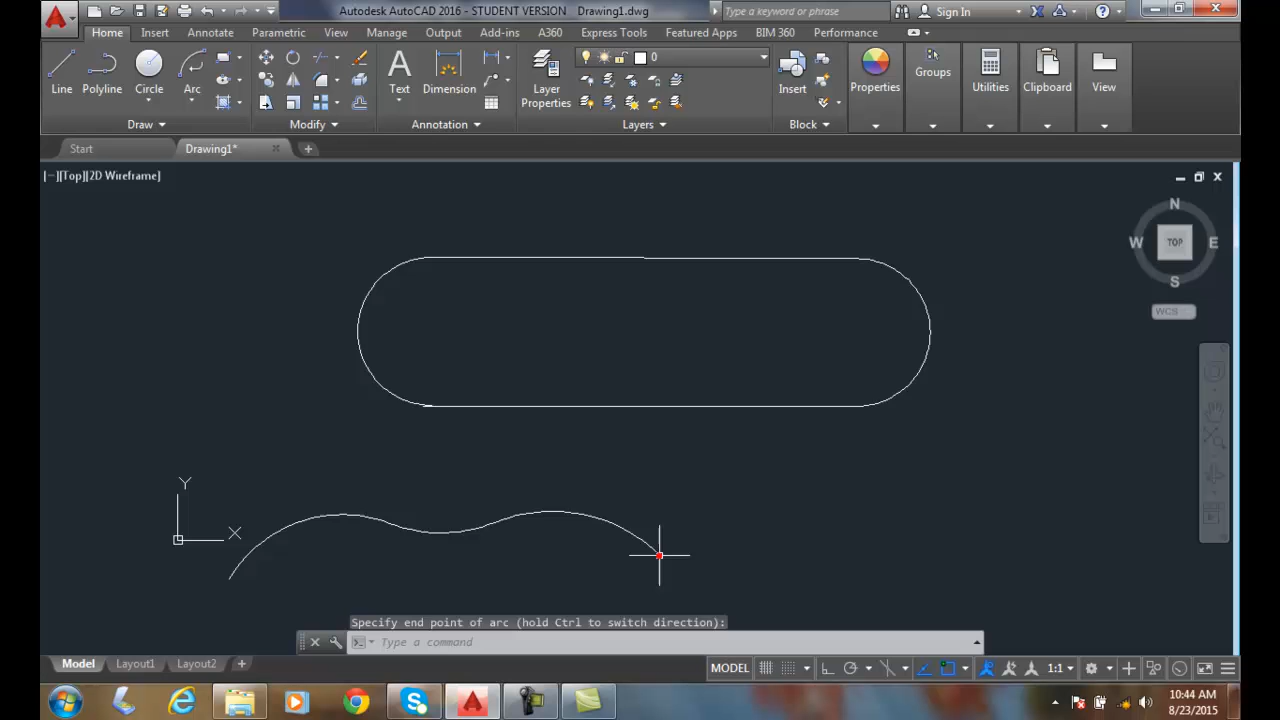 Autodesk AutoCAD 2016 - STUDENT VERSION Drawing1.dwg
Type a keyword or phrase
Sign In
Home Insert Annotate Parametric View Manage Output Add-ins A360 Express Tools Featured Apps BIM 360 Performance
Line Polyline Circle Arc
Text Dimension
Layer Properties
0
Insert
Properties
Groups
Utilities
Clipboard
View
Draw Modify Annotation Layers Block
Start Drawing1*
[−][Top][2D Wireframe]
N
W TOP E
S
WCS
Y
X
Specify end point of arc (hold Ctrl to switch direction):
Type a command
Model Layout1 Layout2
MODEL
1:1
10:44 AM
8/23/2015